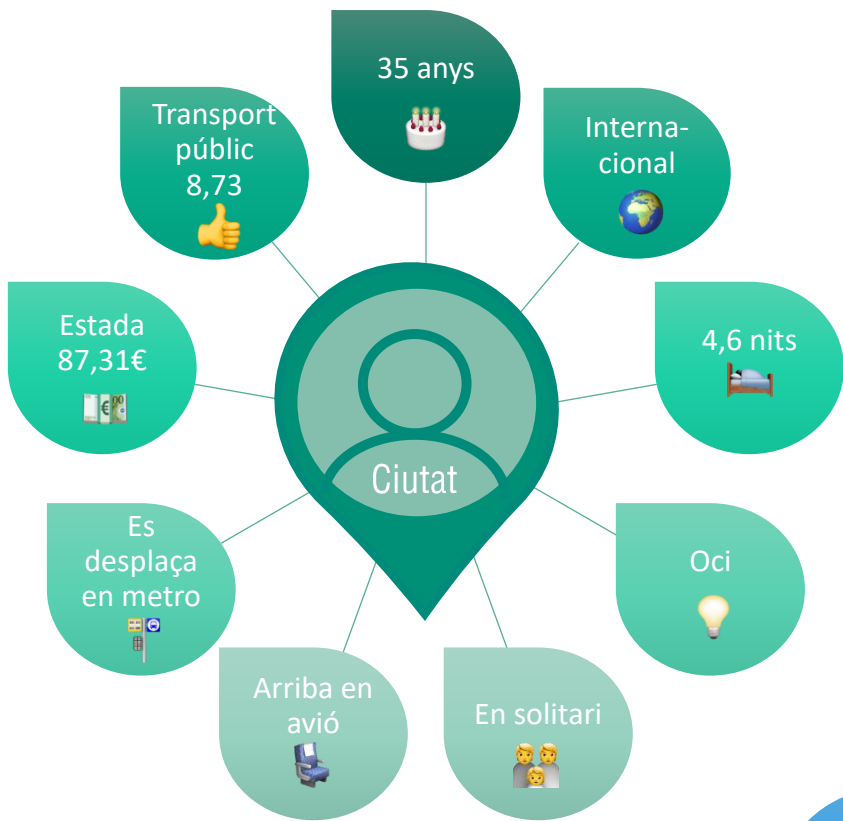 35 anys
Interna-
cional
4,6 nits
Oci
En solitari
Arriba en
avió
Es
desplaça
en metro
Estada
87,31€
Transport
públic
8,73
Ciutat